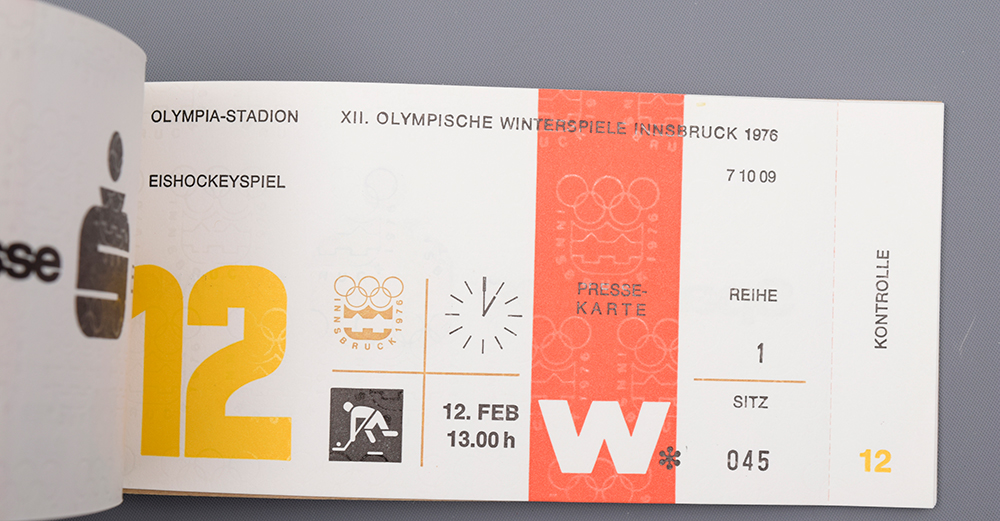 sse
OLYMPIA-STADION
XII. OLYMPISCHE WINTERSPIELE INNSBRUCK 1976
EISHOCKEYSPIEL
7 10 09
12
INNSBRUCK 1976
12. FEB
13.00 h
PRESSE-
KARTE
W*
REIHE
1
SITZ
045
KONTROLLE
12